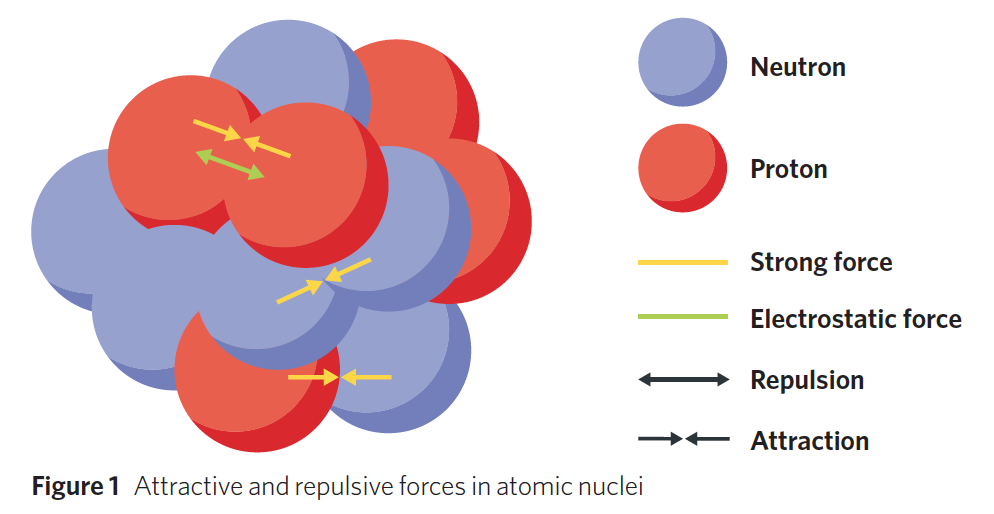 Neutron
Proton
Strong force
Electrostatic force
Repulsion
Attraction
Figure 1 Attractive and repulsive forces in atomic nuclei